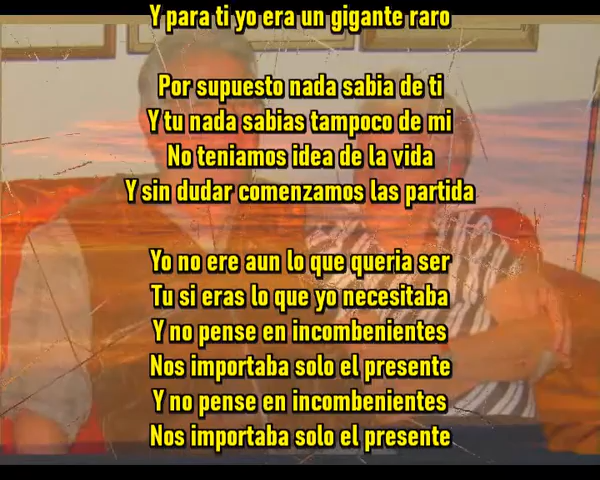 Y para ti yo era un gigante raro
Por supuesto nada sabia de ti
Y tu nada sabias tampoco de mi
No teniamos idea de la vida
Y sin dudar comenzamos las partida
Yo no ere aun lo que queria ser
Tu si eras lo que yo necesitaba
Y no pense en incombenientes
Nos importaba solo el presente
Y no pense en incombenientes
Nos importaba solo el presente